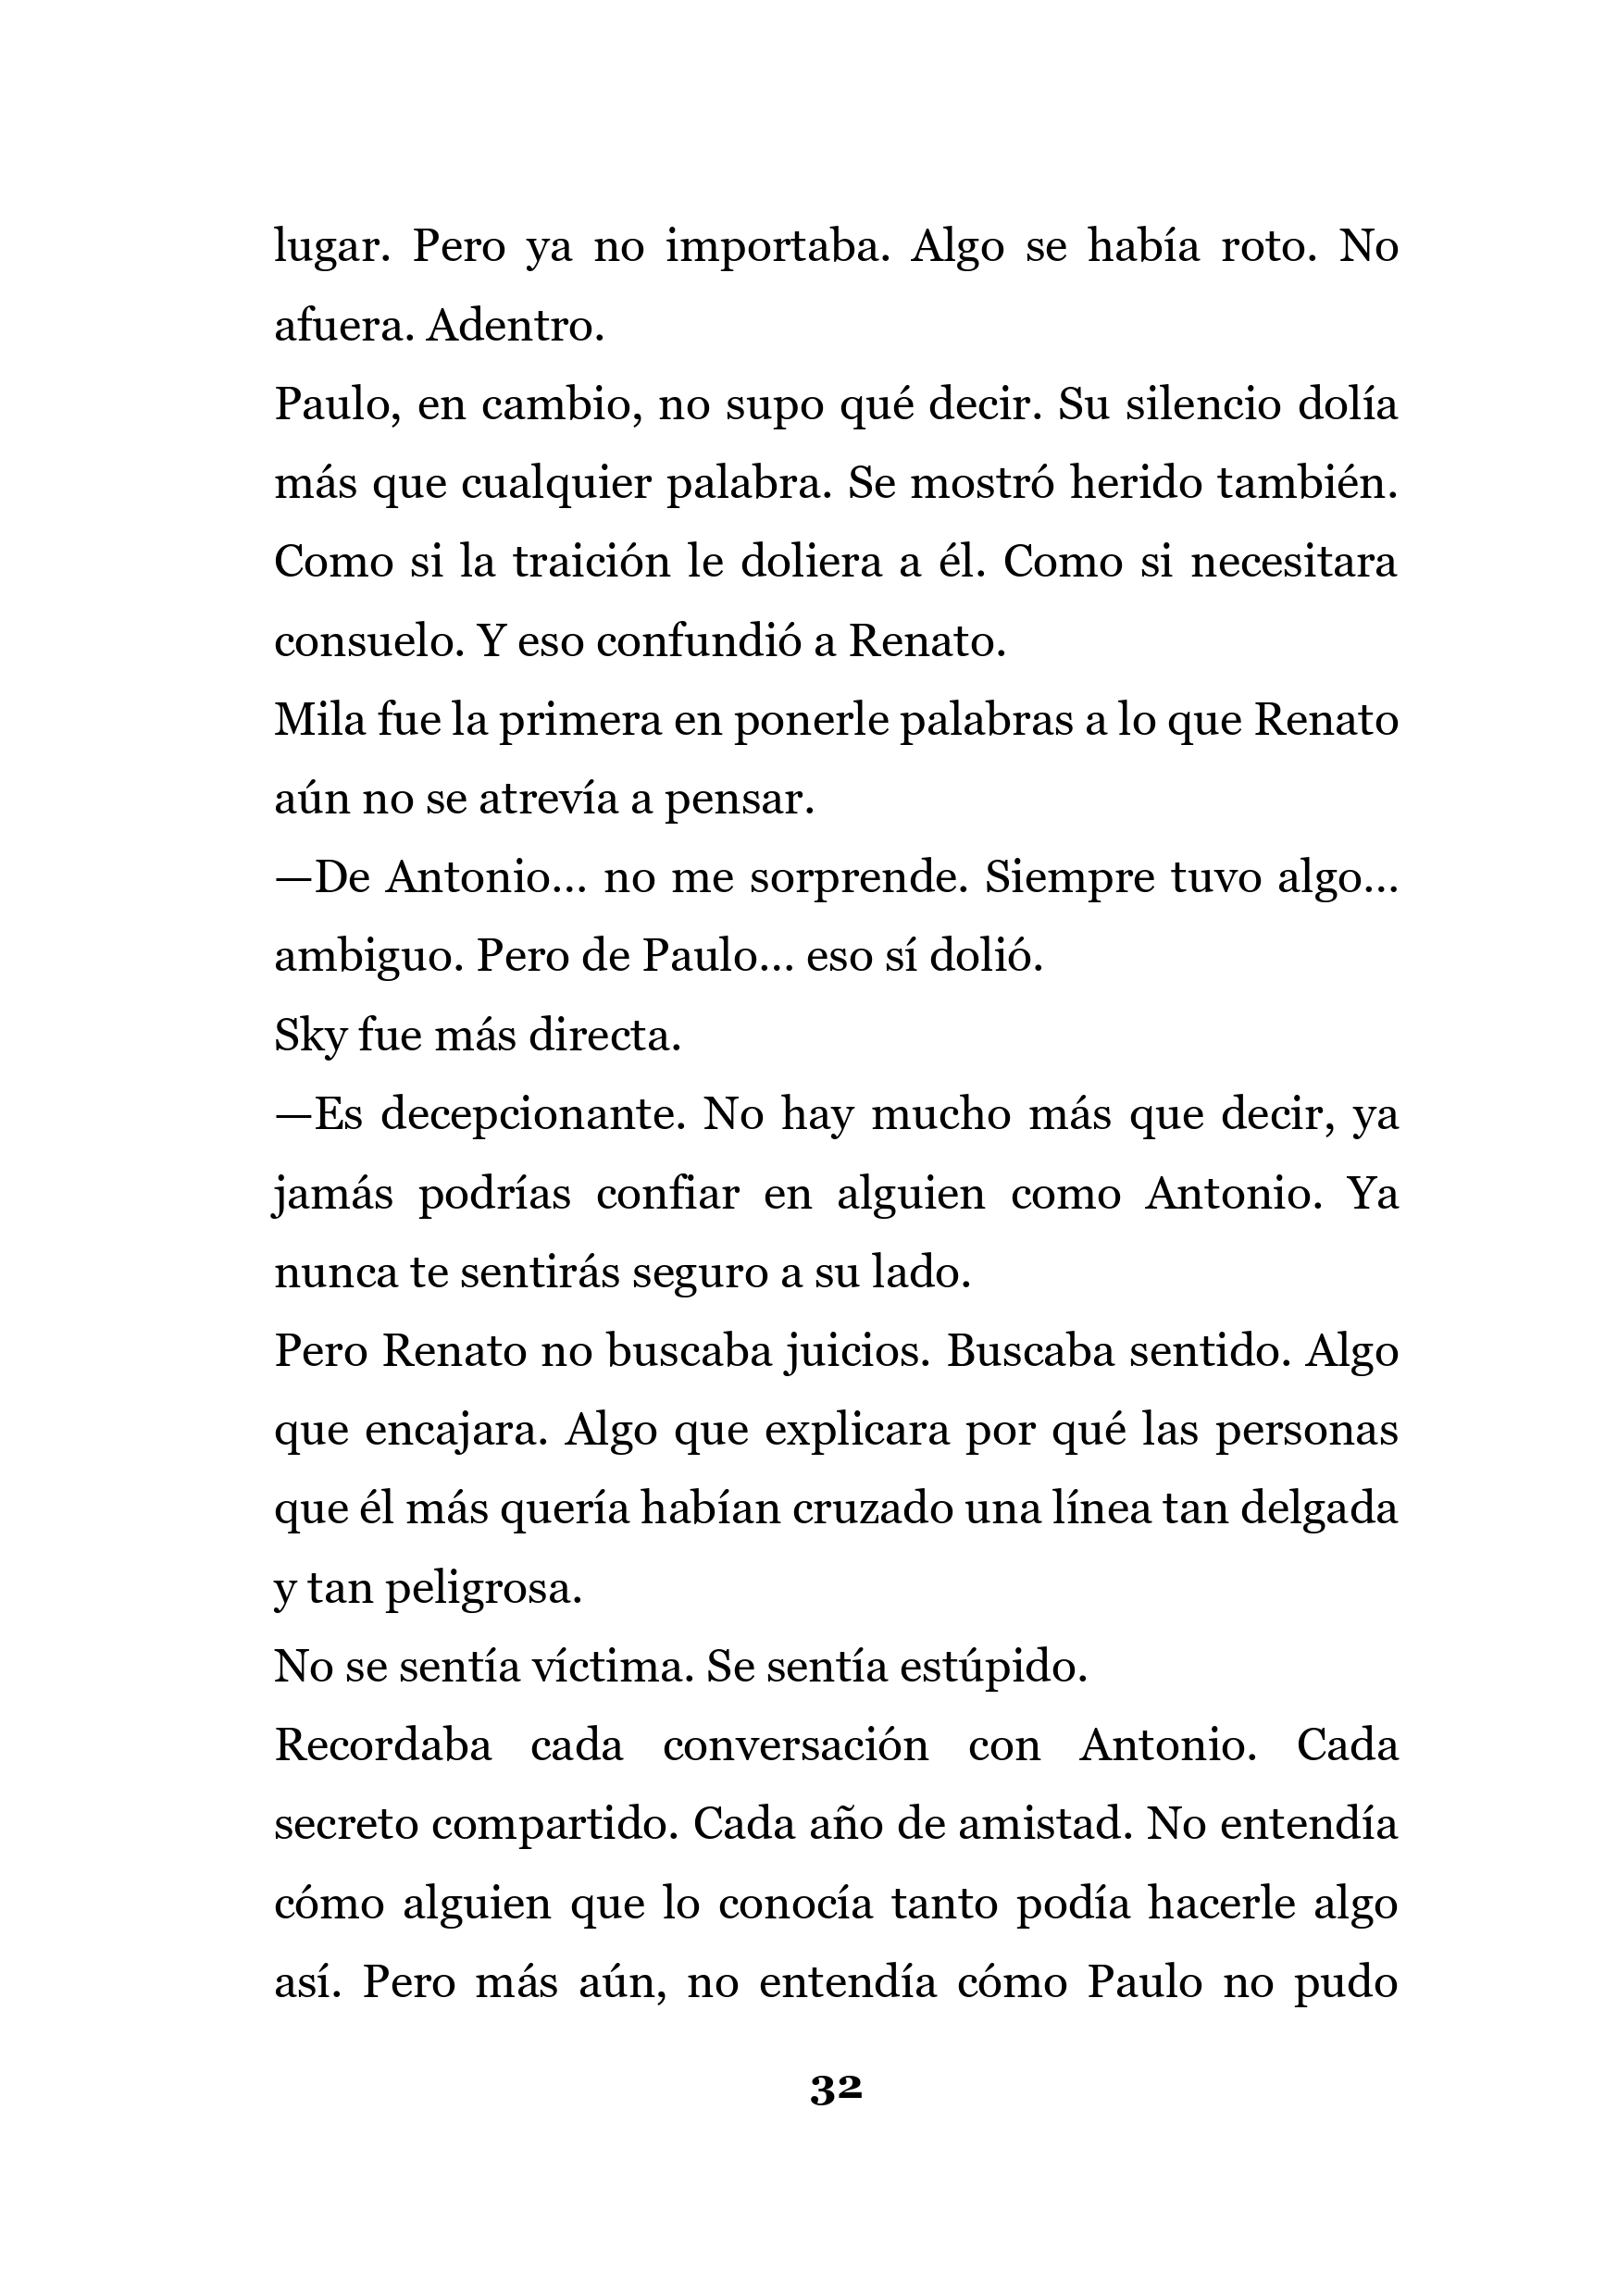 lugar. Pero ya no importaba. Algo se había roto. No
afuera. Adentro.
Paulo, en cambio, no supo qué decir. Su silencio dolía
más que cualquier palabra. Se mostró herido también.
Como si la traición le doliera a él. Como si necesitara
consuelo. Y eso confundió a Renato.
Mila fue la primera en ponerle palabras a lo que Renato
aún no se atrevía a pensar.
—De Antonio… no me sorprende. Siempre tuvo algo…
ambiguo. Pero de Paulo… eso sí dolió.
Sky fue más directa.
—Es decepcionante. No hay mucho más que decir, ya
jamás podrías confiar en alguien como Antonio. Ya
nunca te sentirás seguro a su lado.
Pero Renato no buscaba juicios. Buscaba sentido. Algo
que encajara. Algo que explicara por qué las personas
que él más quería habían cruzado una línea tan delgada
y tan peligrosa.
No se sentía víctima. Se sentía estúpido.
Recordaba cada conversación con Antonio. Cada
secreto compartido. Cada año de amistad. No entendía
cómo alguien que lo conocía tanto podía hacerle algo
así. Pero más aún, no entendía cómo Paulo no pudo
32